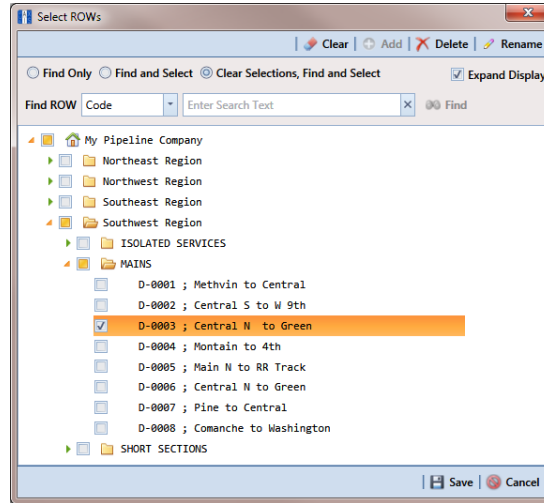 Select ROWs
Clear Add Delete Rename
Find Only Find and Select Clear Selections, Find and Select Expand Display
Find ROW Code Enter Search Text Find
My Pipeline Company
Northeast Region
Northwest Region
Southeast Region
Southwest Region
ISOLATED SERVICES
MAINS
D-0001 ; Methvin to Central
D-0002 ; Central S to W 9th
D-0003 ; Central N  to Green
D-0004 ; Montain to 4th
D-0005 ; Main N to RR Track
D-0006 ; Central N to Green
D-0007 ; Pine to Central
D-0008 ; Comanche to Washington
SHORT SECTIONS
Save Cancel